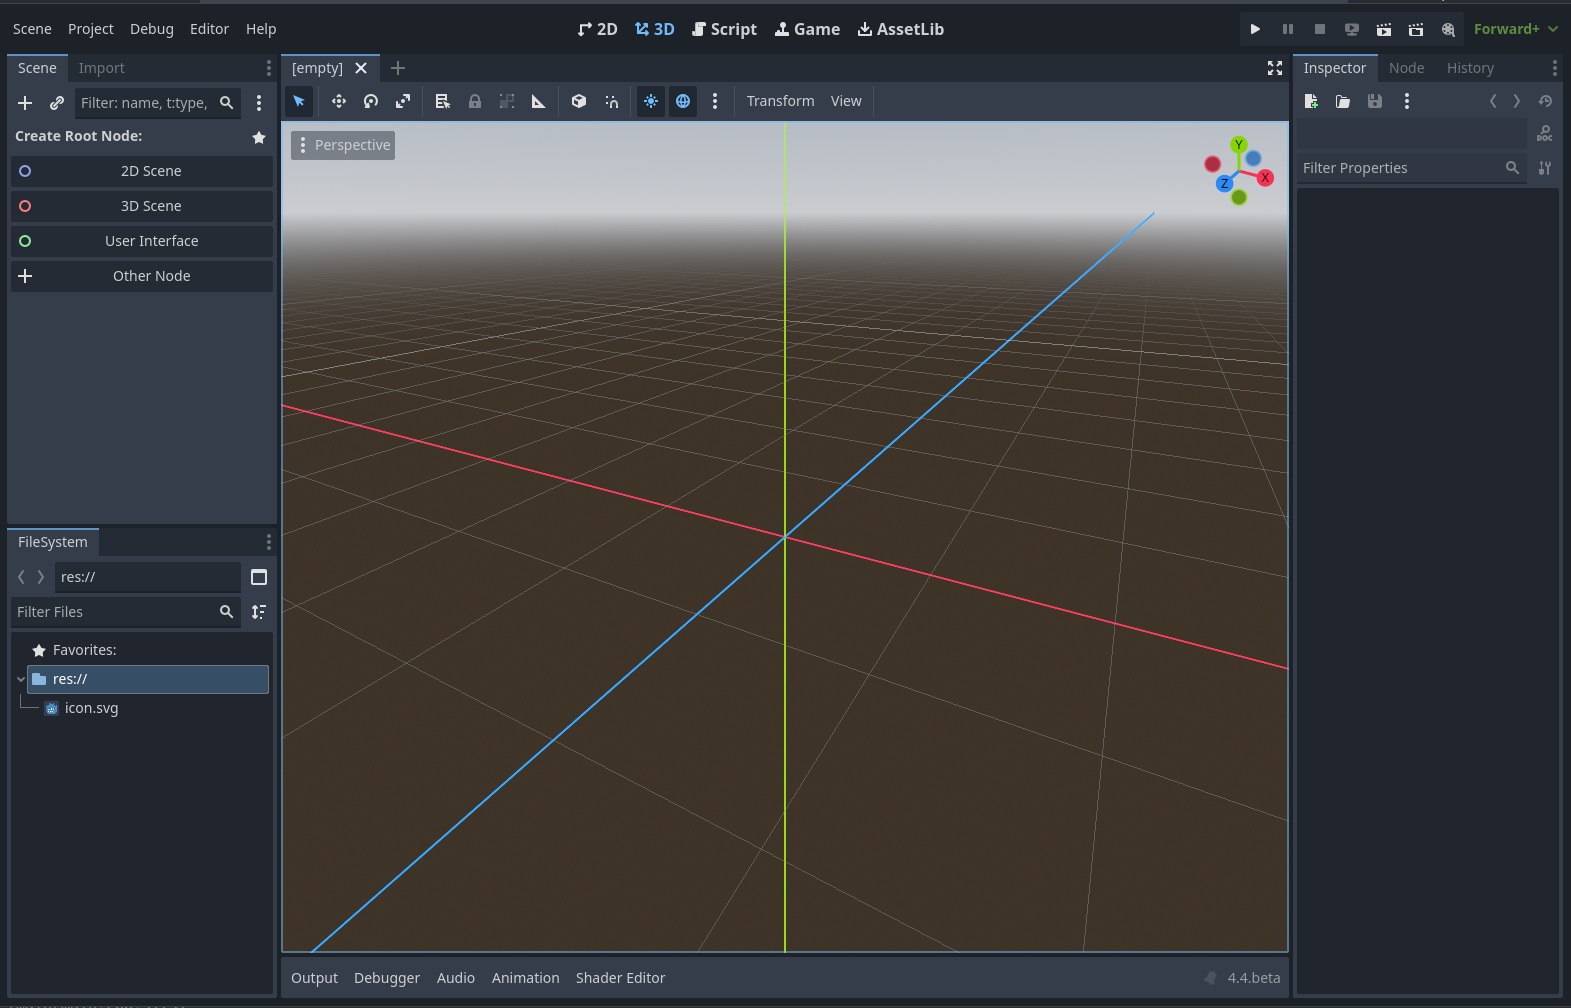 Scene Project Debug Editor Help
2D 3D Script Game AssetLib
Forward+
Scene Import
Filter: name, t:type,
Create Root Node:
2D Scene
3D Scene
User Interface
Other Node
FileSystem
res://
Filter Files
Favorites:
res://
icon.svg
[empty]
Transform View
Perspective
Y
X
Z
Output Debugger Audio Animation Shader Editor
4.4.beta
Inspector Node History
DOC
Filter Properties